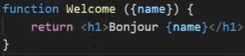 function Welcome ({name}) {
    return <h1>Bonjour {name}</h1>
}